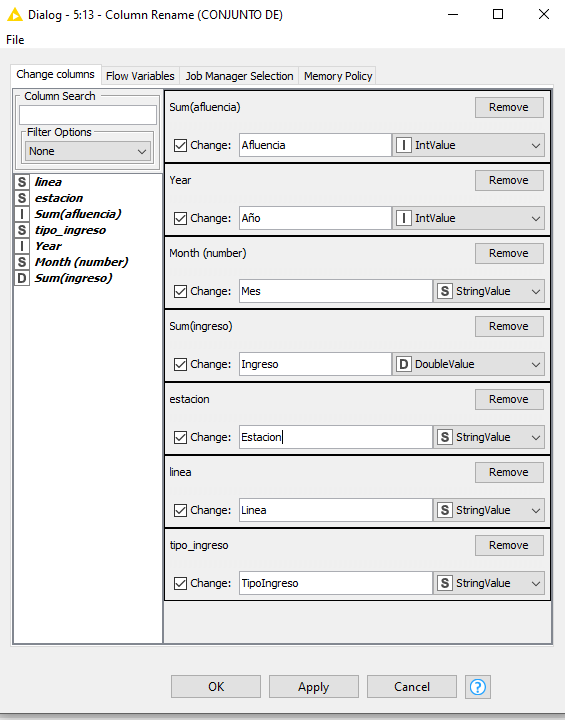 Dialog - 5:13 - Column Rename (CONJUNTO DE)
File
Change columns Flow Variables Job Manager Selection Memory Policy
Column Search
Filter Options
None
S linea
S estacion
I Sum(afluencia)
S tipo_ingreso
I Year
S Month (number)
D Sum(ingreso)
Sum(afluencia) Remove
Change: Afluencia I IntValue
Year Remove
Change: Año I IntValue
Month (number) Remove
Change: Mes S StringValue
Sum(ingreso) Remove
Change: Ingreso D DoubleValue
estacion Remove
Change: Estacion S StringValue
linea Remove
Change: Linea S StringValue
tipo_ingreso Remove
Change: TipoIngreso S StringValue
OK Apply Cancel ?